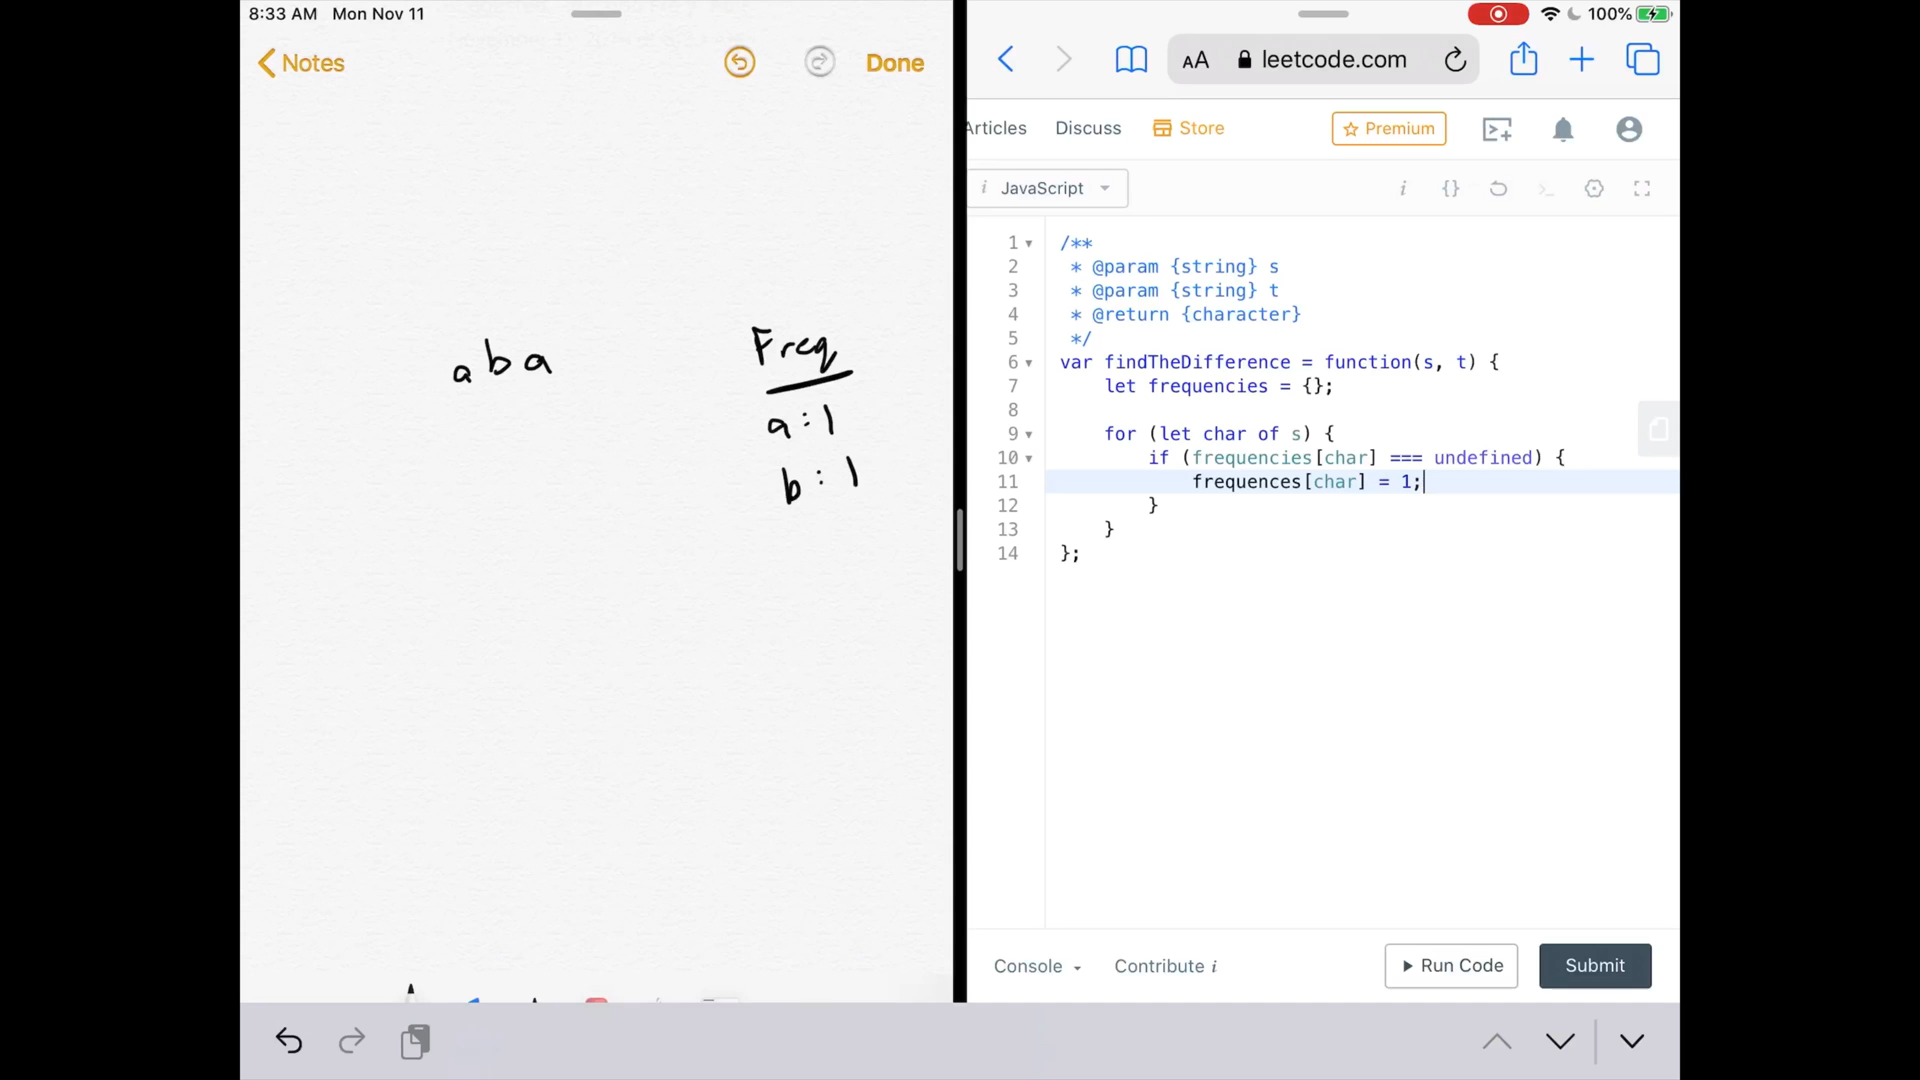 8:33 AM Mon Nov 11
Notes
Done
a b a
Freq
a : 1
b : 1
100%
AA leetcode.com
Articles Discuss Store Premium
i JavaScript i {}
1 /**
2 * @param {string} s
3 * @param {string} t
4 * @return {character}
5 */
6 var findTheDifference = function(s, t) {
7 let frequencies = {};
8
9 for (let char of s) {
10 if (frequencies[char] === undefined) {
11 frequences[char] = 1;
12 }
13 }
14 };
Console Contribute i Run Code Submit